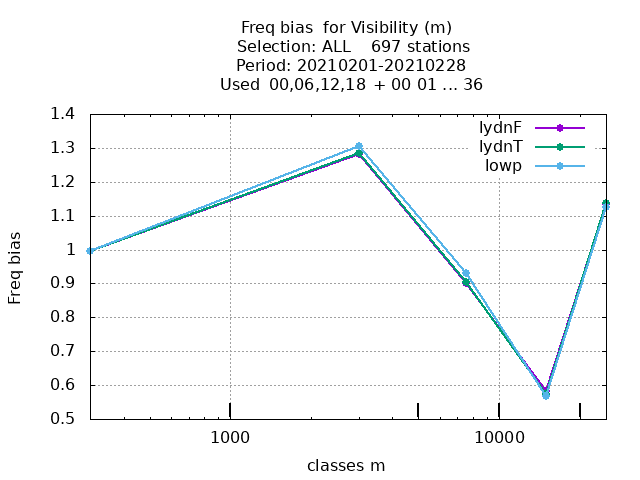 Freq bias  for Visibility (m)
Selection: ALL    697 stations
Period: 20210201-20210228
Used  00,06,12,18  + 00 01 ... 36
lydnF
lydnT
lowp
1.4
1.3
1.2
1.1
1
0.9
0.8
0.7
0.6
0.5
Freq bias
1000
10000
classes m